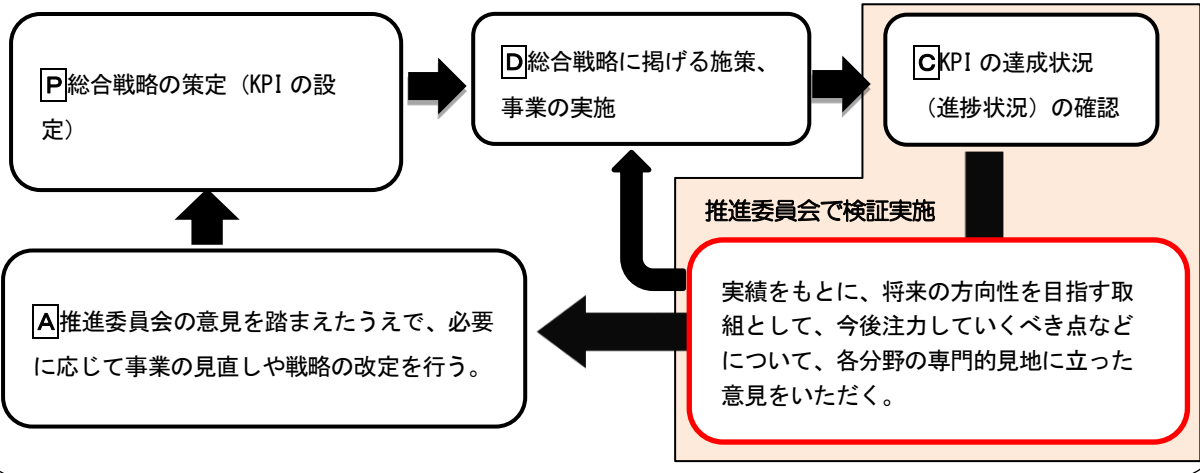 P総合戦略の策定（KPI の設
定）
D総合戦略に掲げる施策、
事業の実施
CKPI の達成状況
（進捗状況）の確認
推進委員会で検証実施
実績をもとに、将来の方向性を目指す取
組として、今後注力していくべき点など
について、各分野の専門的見地に立った
意見をいただく。
A推進委員会の意見を踏まえたうえで、必要
に応じて事業の見直しや戦略の改定を行う。